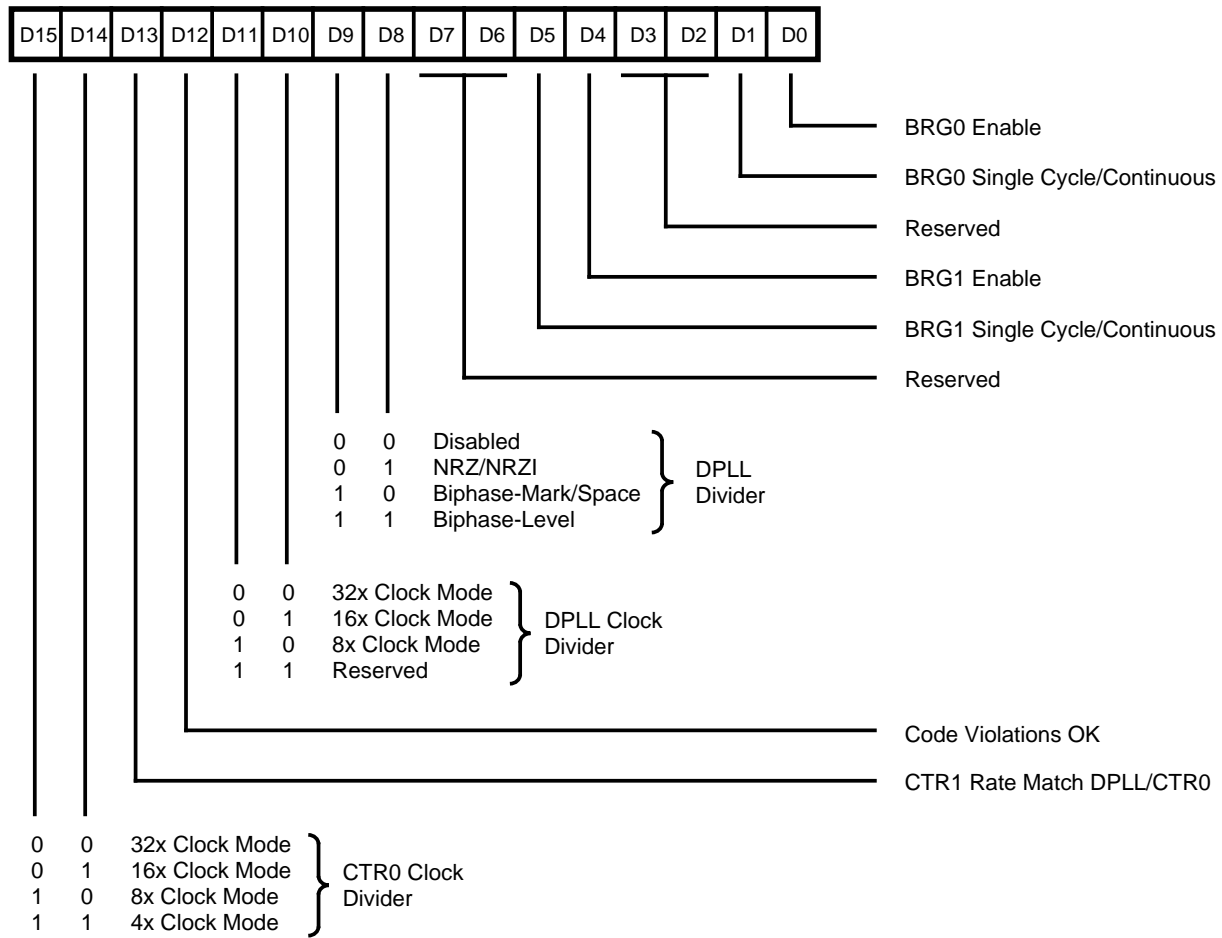 D15 D14 D13 D12 D11 D10 D9 D8 D7 D6 D5 D4 D3 D2 D1 D0
BRG0 Enable
BRG0 Single Cycle/Continuous
Reserved
BRG1 Enable
BRG1 Single Cycle/Continuous
Reserved
0 0 Disabled
0 1 NRZ/NRZI
1 0 Biphase-Mark/Space
1 1 Biphase-Level
DPLL
Divider
0 0 32x Clock Mode
0 1 16x Clock Mode
1 0 8x Clock Mode
1 1 Reserved
DPLL Clock
Divider
Code Violations OK
CTR1 Rate Match DPLL/CTR0
0 0 32x Clock Mode
0 1 16x Clock Mode
1 0 8x Clock Mode
1 1 4x Clock Mode
CTR0 Clock
Divider